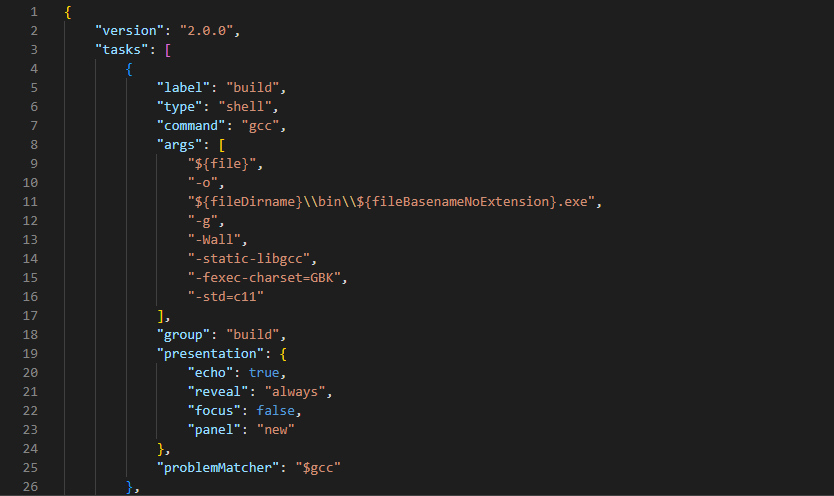 1 {
2     "version": "2.0.0",
3     "tasks": [
4         {
5             "label": "build",
6             "type": "shell",
7             "command": "gcc",
8             "args": [
9                 "${file}",
10                 "-o",
11                 "${fileDirname}\\bin\\${fileBasenameNoExtension}.exe",
12                 "-g",
13                 "-Wall",
14                 "-static-libgcc",
15                 "-fexec-charset=GBK",
16                 "-std=c11"
17             ],
18             "group": "build",
19             "presentation": {
20                 "echo": true,
21                 "reveal": "always",
22                 "focus": false,
23                 "panel": "new"
24             },
25             "problemMatcher": "$gcc"
26         },